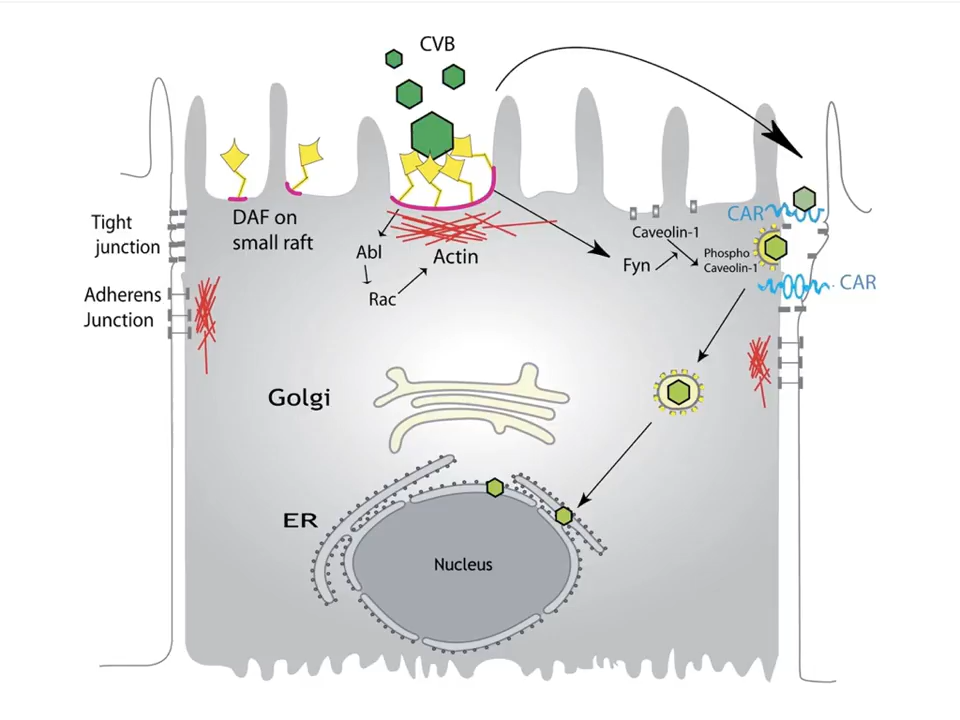 CVB
Tight
junction
DAF on
small raft
Abl
Actin
Rac
Caveolin-1
Fyn
Phospho
Caveolin-1
CAR
CAR
Adherens
Junction
Golgi
ER
Nucleus